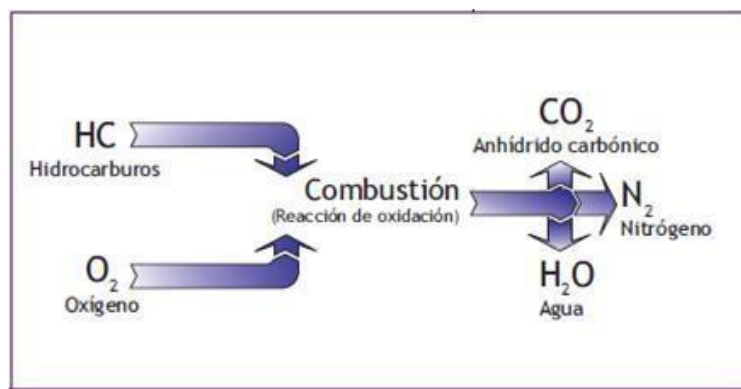 HC
Hidrocarburos
O₂
Oxígeno
Combustión
(Reacción de oxidación)
CO₂
Anhídrido carbónico
N₂
Nitrógeno
H₂O
Agua